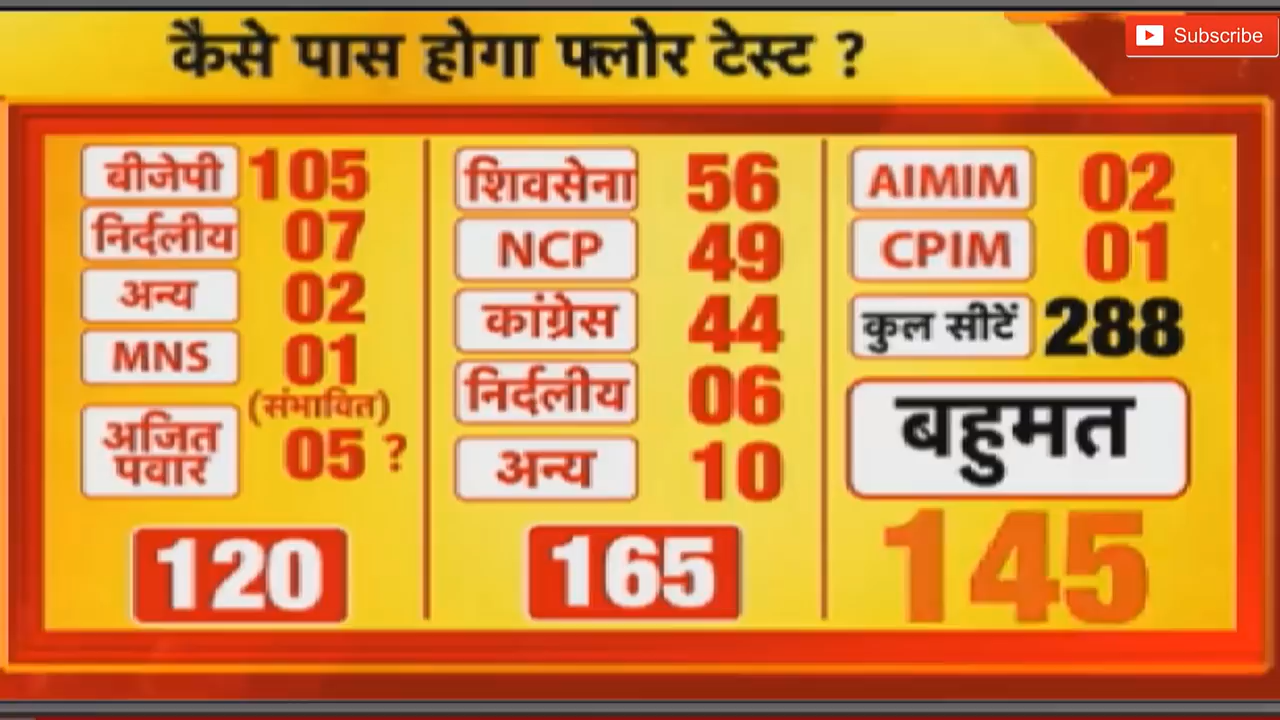 कैसे पास होगा फ्लोर टेस्ट ?
Subscribe
बीजेपी 105
निर्दलीय 07
अन्य 02
MNS 01
(संभावित)
अजित पवार 05 ?
120
शिवसेना 56
NCP 49
कांग्रेस 44
निर्दलीय 06
अन्य 10
165
AIMIM 02
CPIM 01
कुल सीटें 288
बहुमत
145